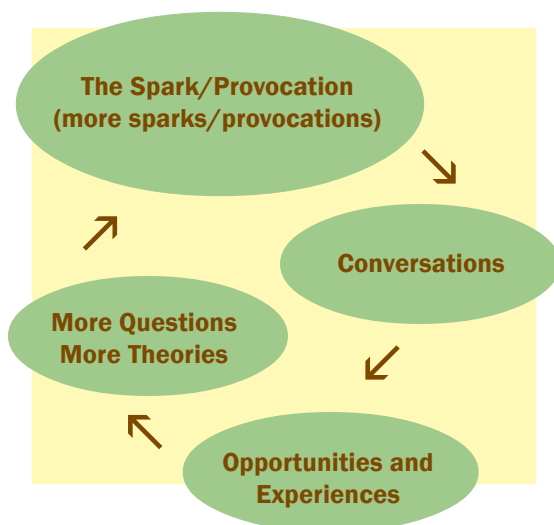 The Spark/Provocation
(more sparks/provocations)
Conversations
More Questions
More Theories
Opportunities and
Experiences